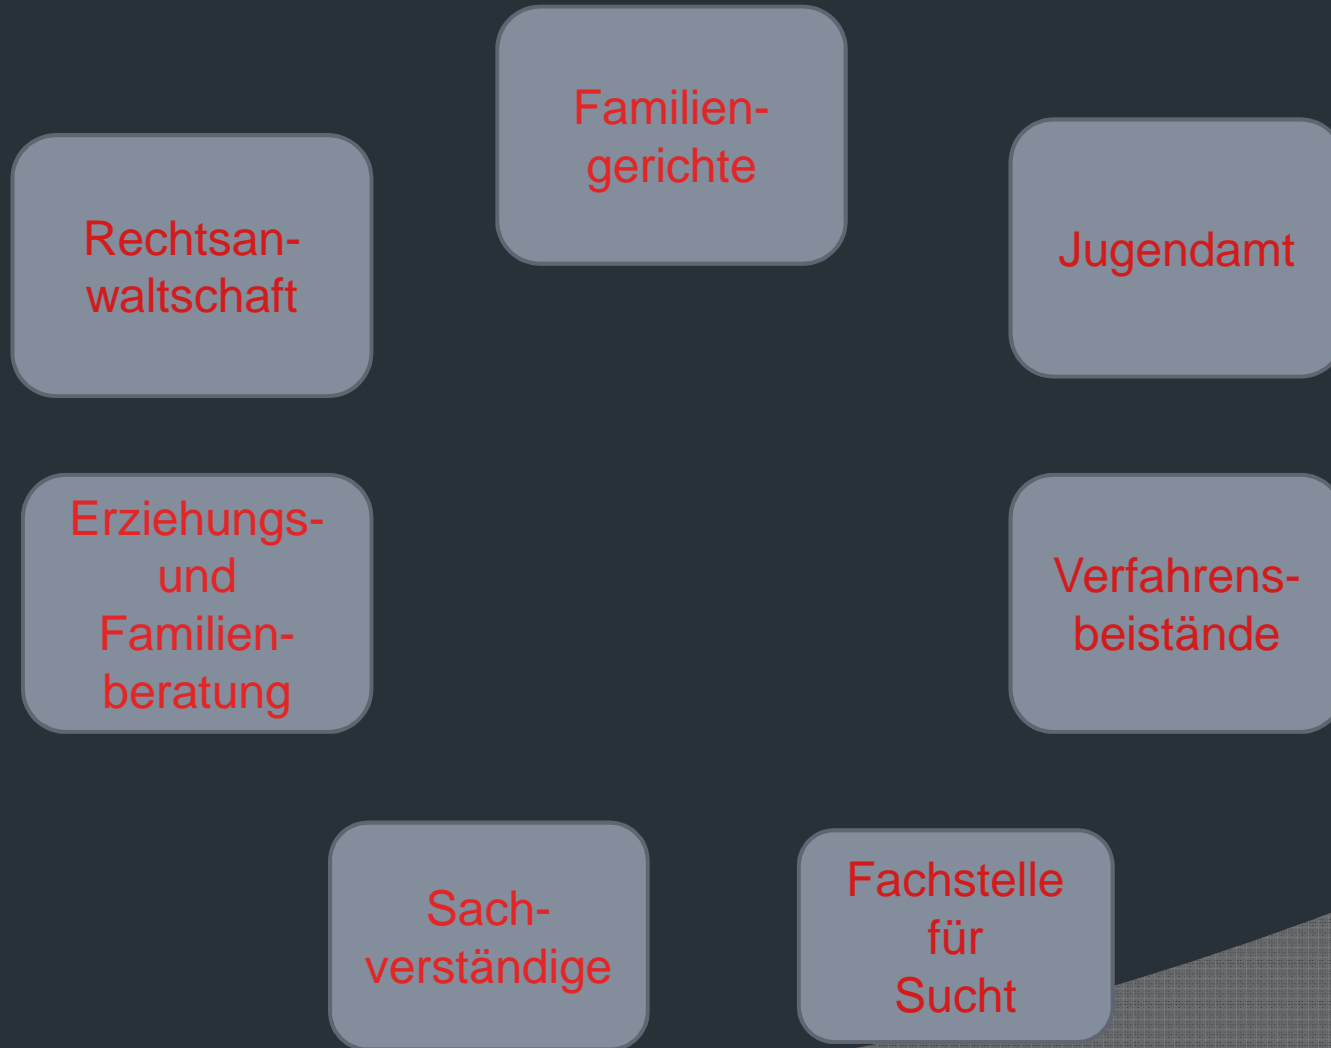 Familien-
gerichte
Rechtsan-
waltschaft
Jugendamt
Erziehungs-
und
Familien-
beratung
Verfahrens-
beistände
Sach-
verständige
Fachstelle
für
Sucht